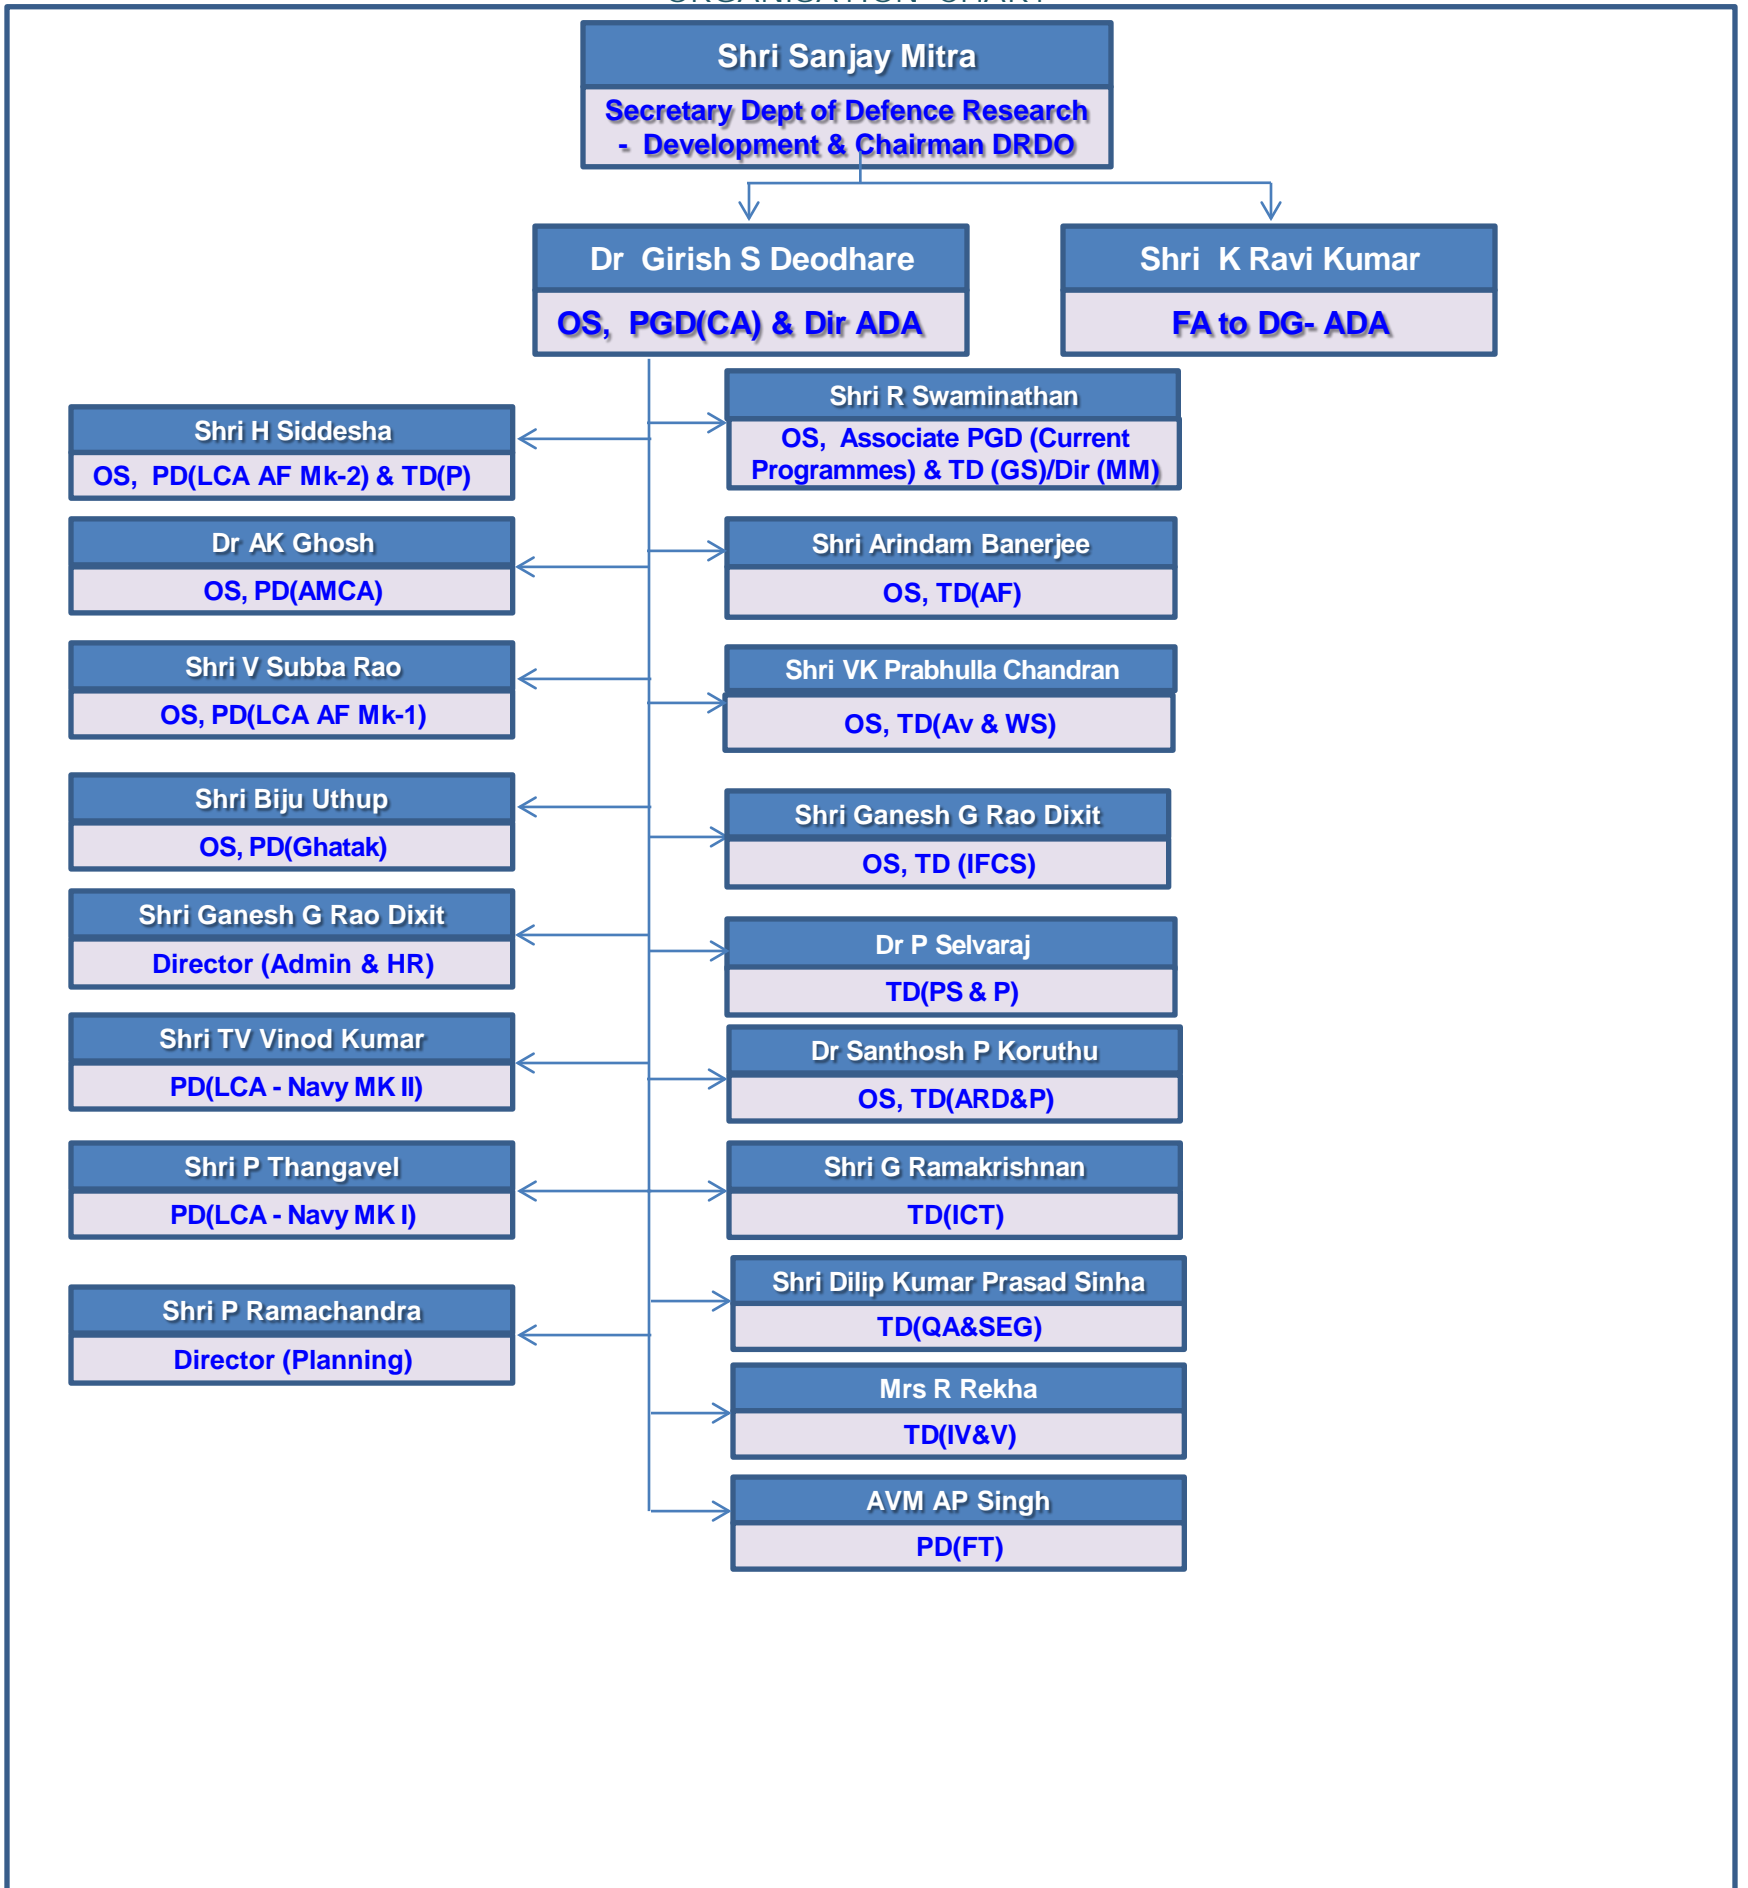 ORGANISATION CHART
Shri Sanjay Mitra
Secretary Dept of Defence Research
- Development & Chairman DRDO
Dr Girish S Deodhare
OS, PGD(CA) & Dir ADA
Shri K Ravi Kumar
FA to DG- ADA
Shri H Siddesha
OS, PD(LCA AF Mk-2) & TD(P)
Dr AK Ghosh
OS, PD(AMCA)
Shri V Subba Rao
OS, PD(LCA AF Mk-1)
Shri Biju Uthup
OS, PD(Ghatak)
Shri Ganesh G Rao Dixit
Director (Admin & HR)
Shri TV Vinod Kumar
PD(LCA - Navy MK II)
Shri P Thangavel
PD(LCA - Navy MK I)
Shri P Ramachandra
Director (Planning)
Shri R Swaminathan
OS, Associate PGD (Current
Programmes) & TD (GS)/Dir (MM)
Shri Arindam Banerjee
OS, TD(AF)
Shri VK Prabhulla Chandran
OS, TD(Av & WS)
Shri Ganesh G Rao Dixit
OS, TD (IFCS)
Dr P Selvaraj
TD(PS & P)
Dr Santhosh P Koruthu
OS, TD(ARD&P)
Shri G Ramakrishnan
TD(ICT)
Shri Dilip Kumar Prasad Sinha
TD(QA&SEG)
Mrs R Rekha
TD(IV&V)
AVM AP Singh
PD(FT)